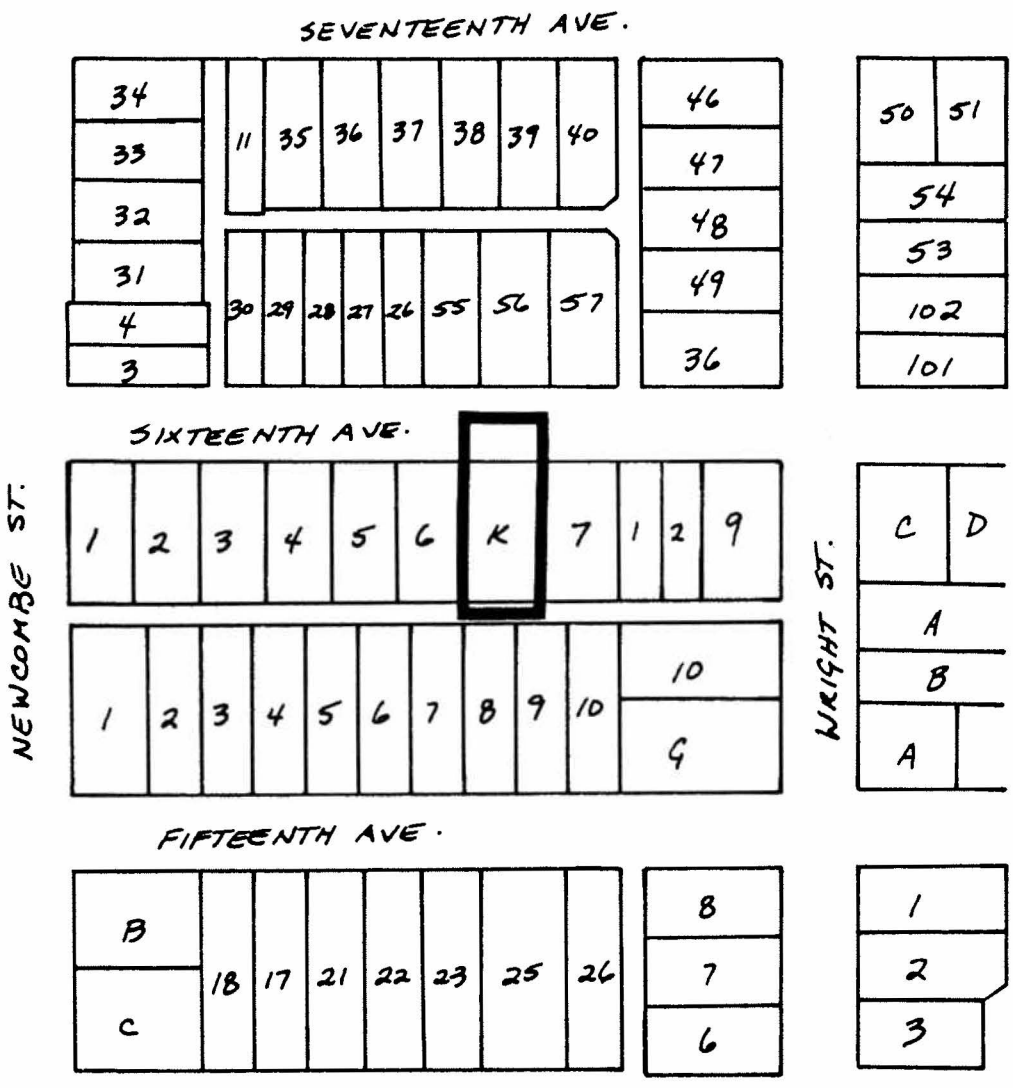 SEVENTEENTH AVE.
34
33
32
31
4
3
11 35 36 37 38 39 40
30 29 28 27 26 55 56 57
46
47
48
49
36
50 51
54
53
102
101
SIXTEENTH AVE.
NEWCOMBE ST.
1 2 3 4 5 6 K 7 1 2 9
1 2 3 4 5 6 7 8 9 10
10
G
WRIGHT ST.
C D
A
B
A
FIFTEENTH AVE.
B
C
18 17 21 22 23 25 26
8
7
6
1
2
3